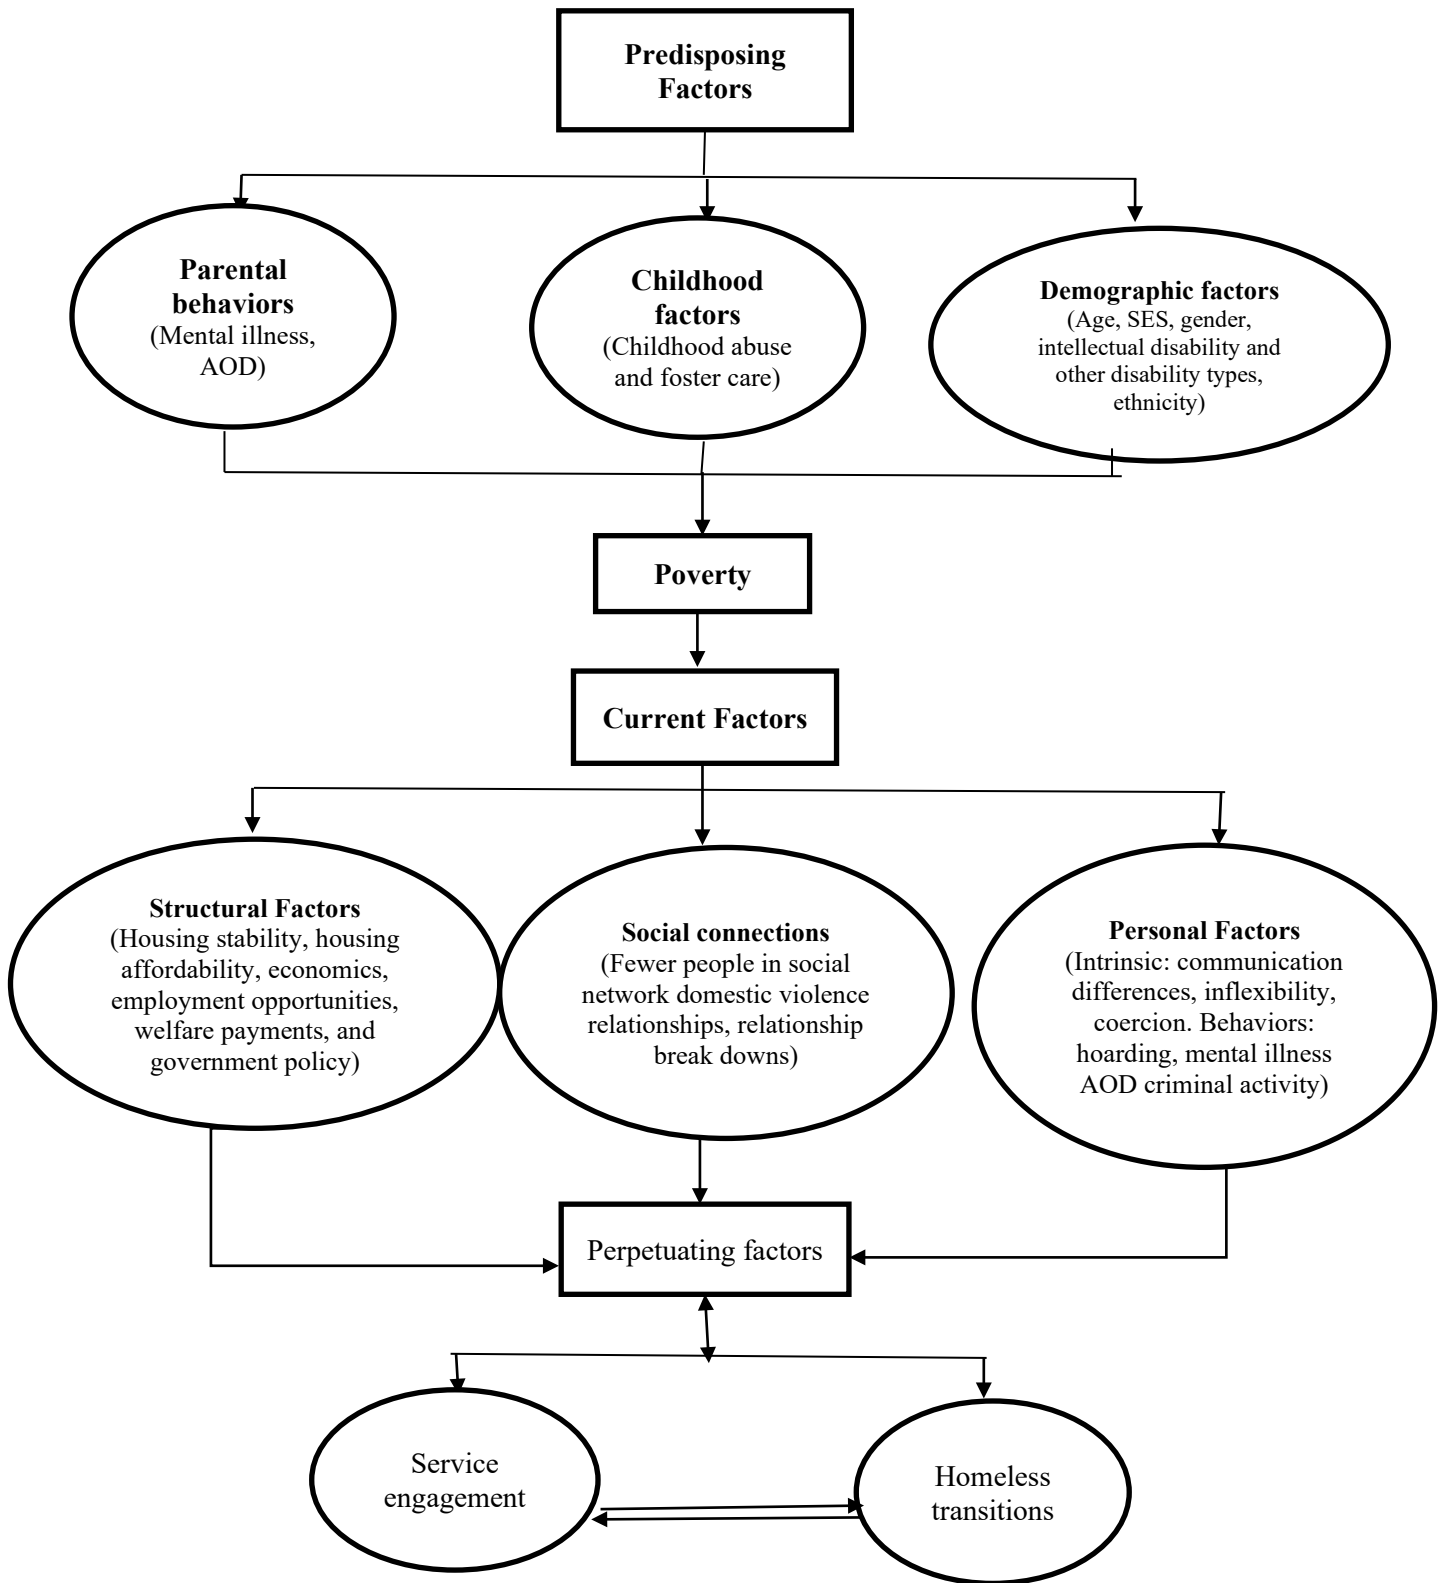 Predisposing
Factors
Parental
behaviors
(Mental illness,
AOD)
Childhood
factors
(Childhood abuse
and foster care)
Demographic factors
(Age, SES, gender,
intellectual disability and
other disability types,
ethnicity)
Poverty
Current Factors
Structural Factors
(Housing stability, housing
affordability, economics,
employment opportunities,
welfare payments, and
government policy)
Social connections
(Fewer people in social
network domestic violence
relationships, relationship
break downs)
Personal Factors
(Intrinsic: communication
differences, inflexibility,
coercion. Behaviors:
hoarding, mental illness
AOD criminal activity)
Perpetuating factors
Service
engagement
Homeless
transitions